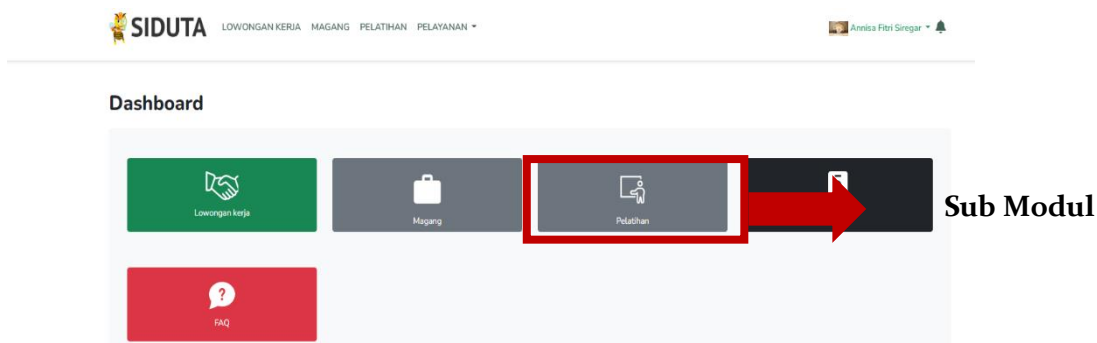 SIDUTA LOWONGAN KERJA MAGANG PELATIHAN PELAYANAN Annisa Fitri Siregar
Dashboard
Lowongan kerja
Magang
Pelatihan
Sub Modul
?
FAQ